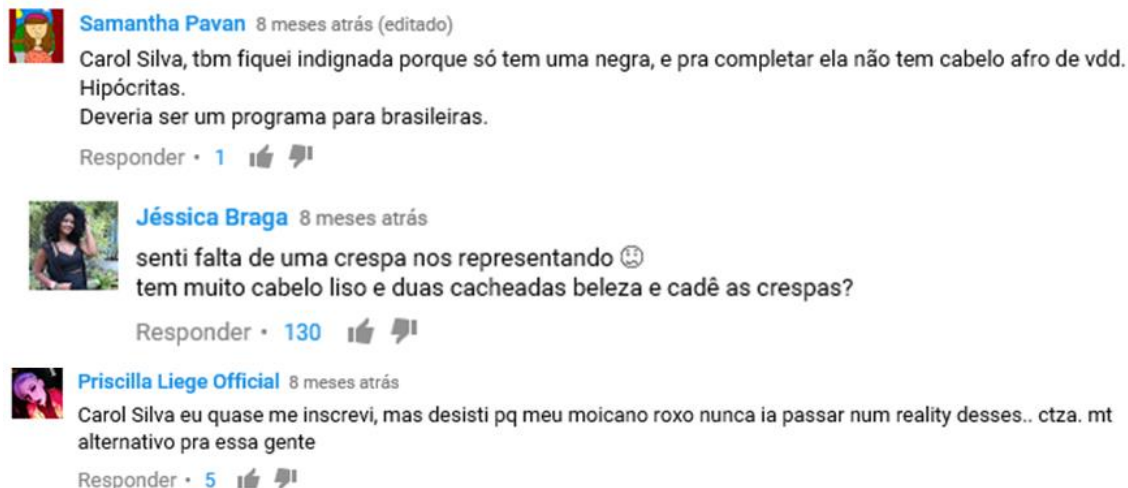 Samantha Pavan 8 meses atrás (editado)
Carol Silva, tbm fiquei indignada porque só tem uma negra, e pra completar ela não tem cabelo afro de vdd.
Hipócritas.
Deveria ser um programa para brasileiras.
Responder • 1
Jéssica Braga 8 meses atrás
senti falta de uma crespa nos representando ☹
tem muito cabelo liso e duas cacheadas beleza e cadê as crespas?
Responder • 130
Priscilla Liege Official 8 meses atrás
Carol Silva eu quase me inscrevi, mas desisti pq meu moicano roxo nunca ia passar num reality desses.. ctza. mt
alternativo pra essa gente
Responder • 5